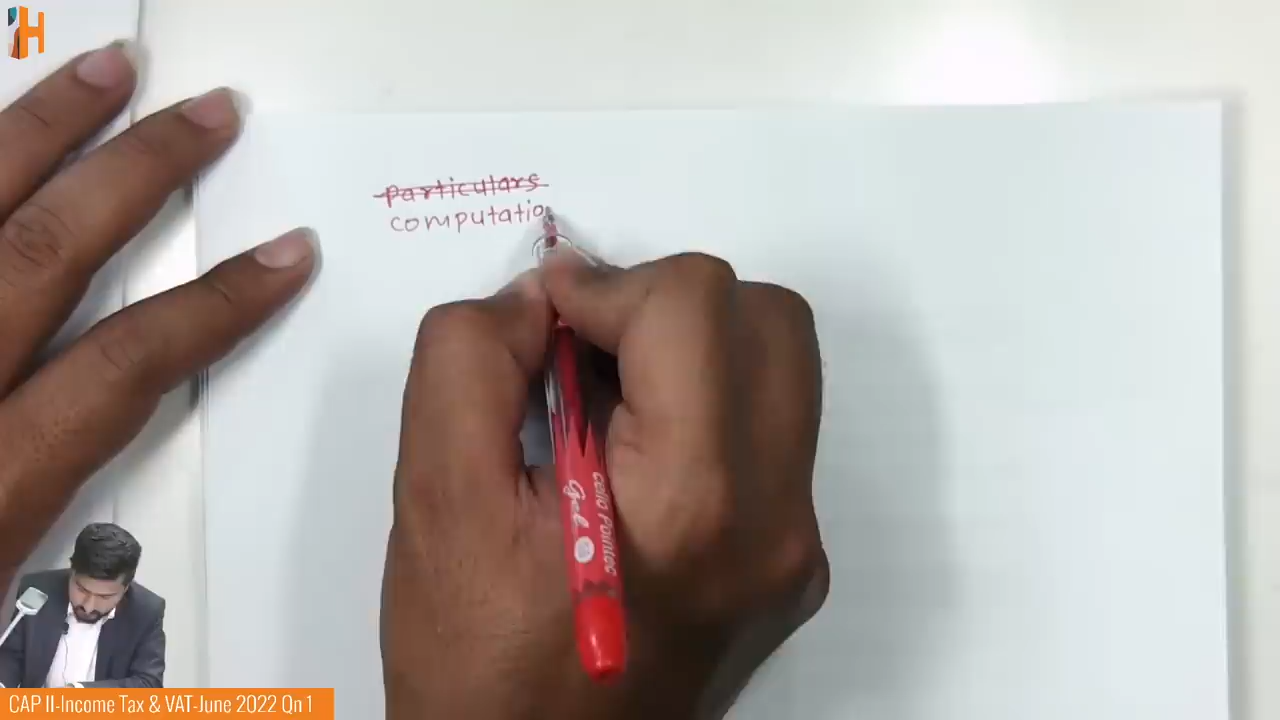 H
particulars
computatio
cello Pointec
Gel
CAP II-Income Tax & VAT-June 2022 Qn 1